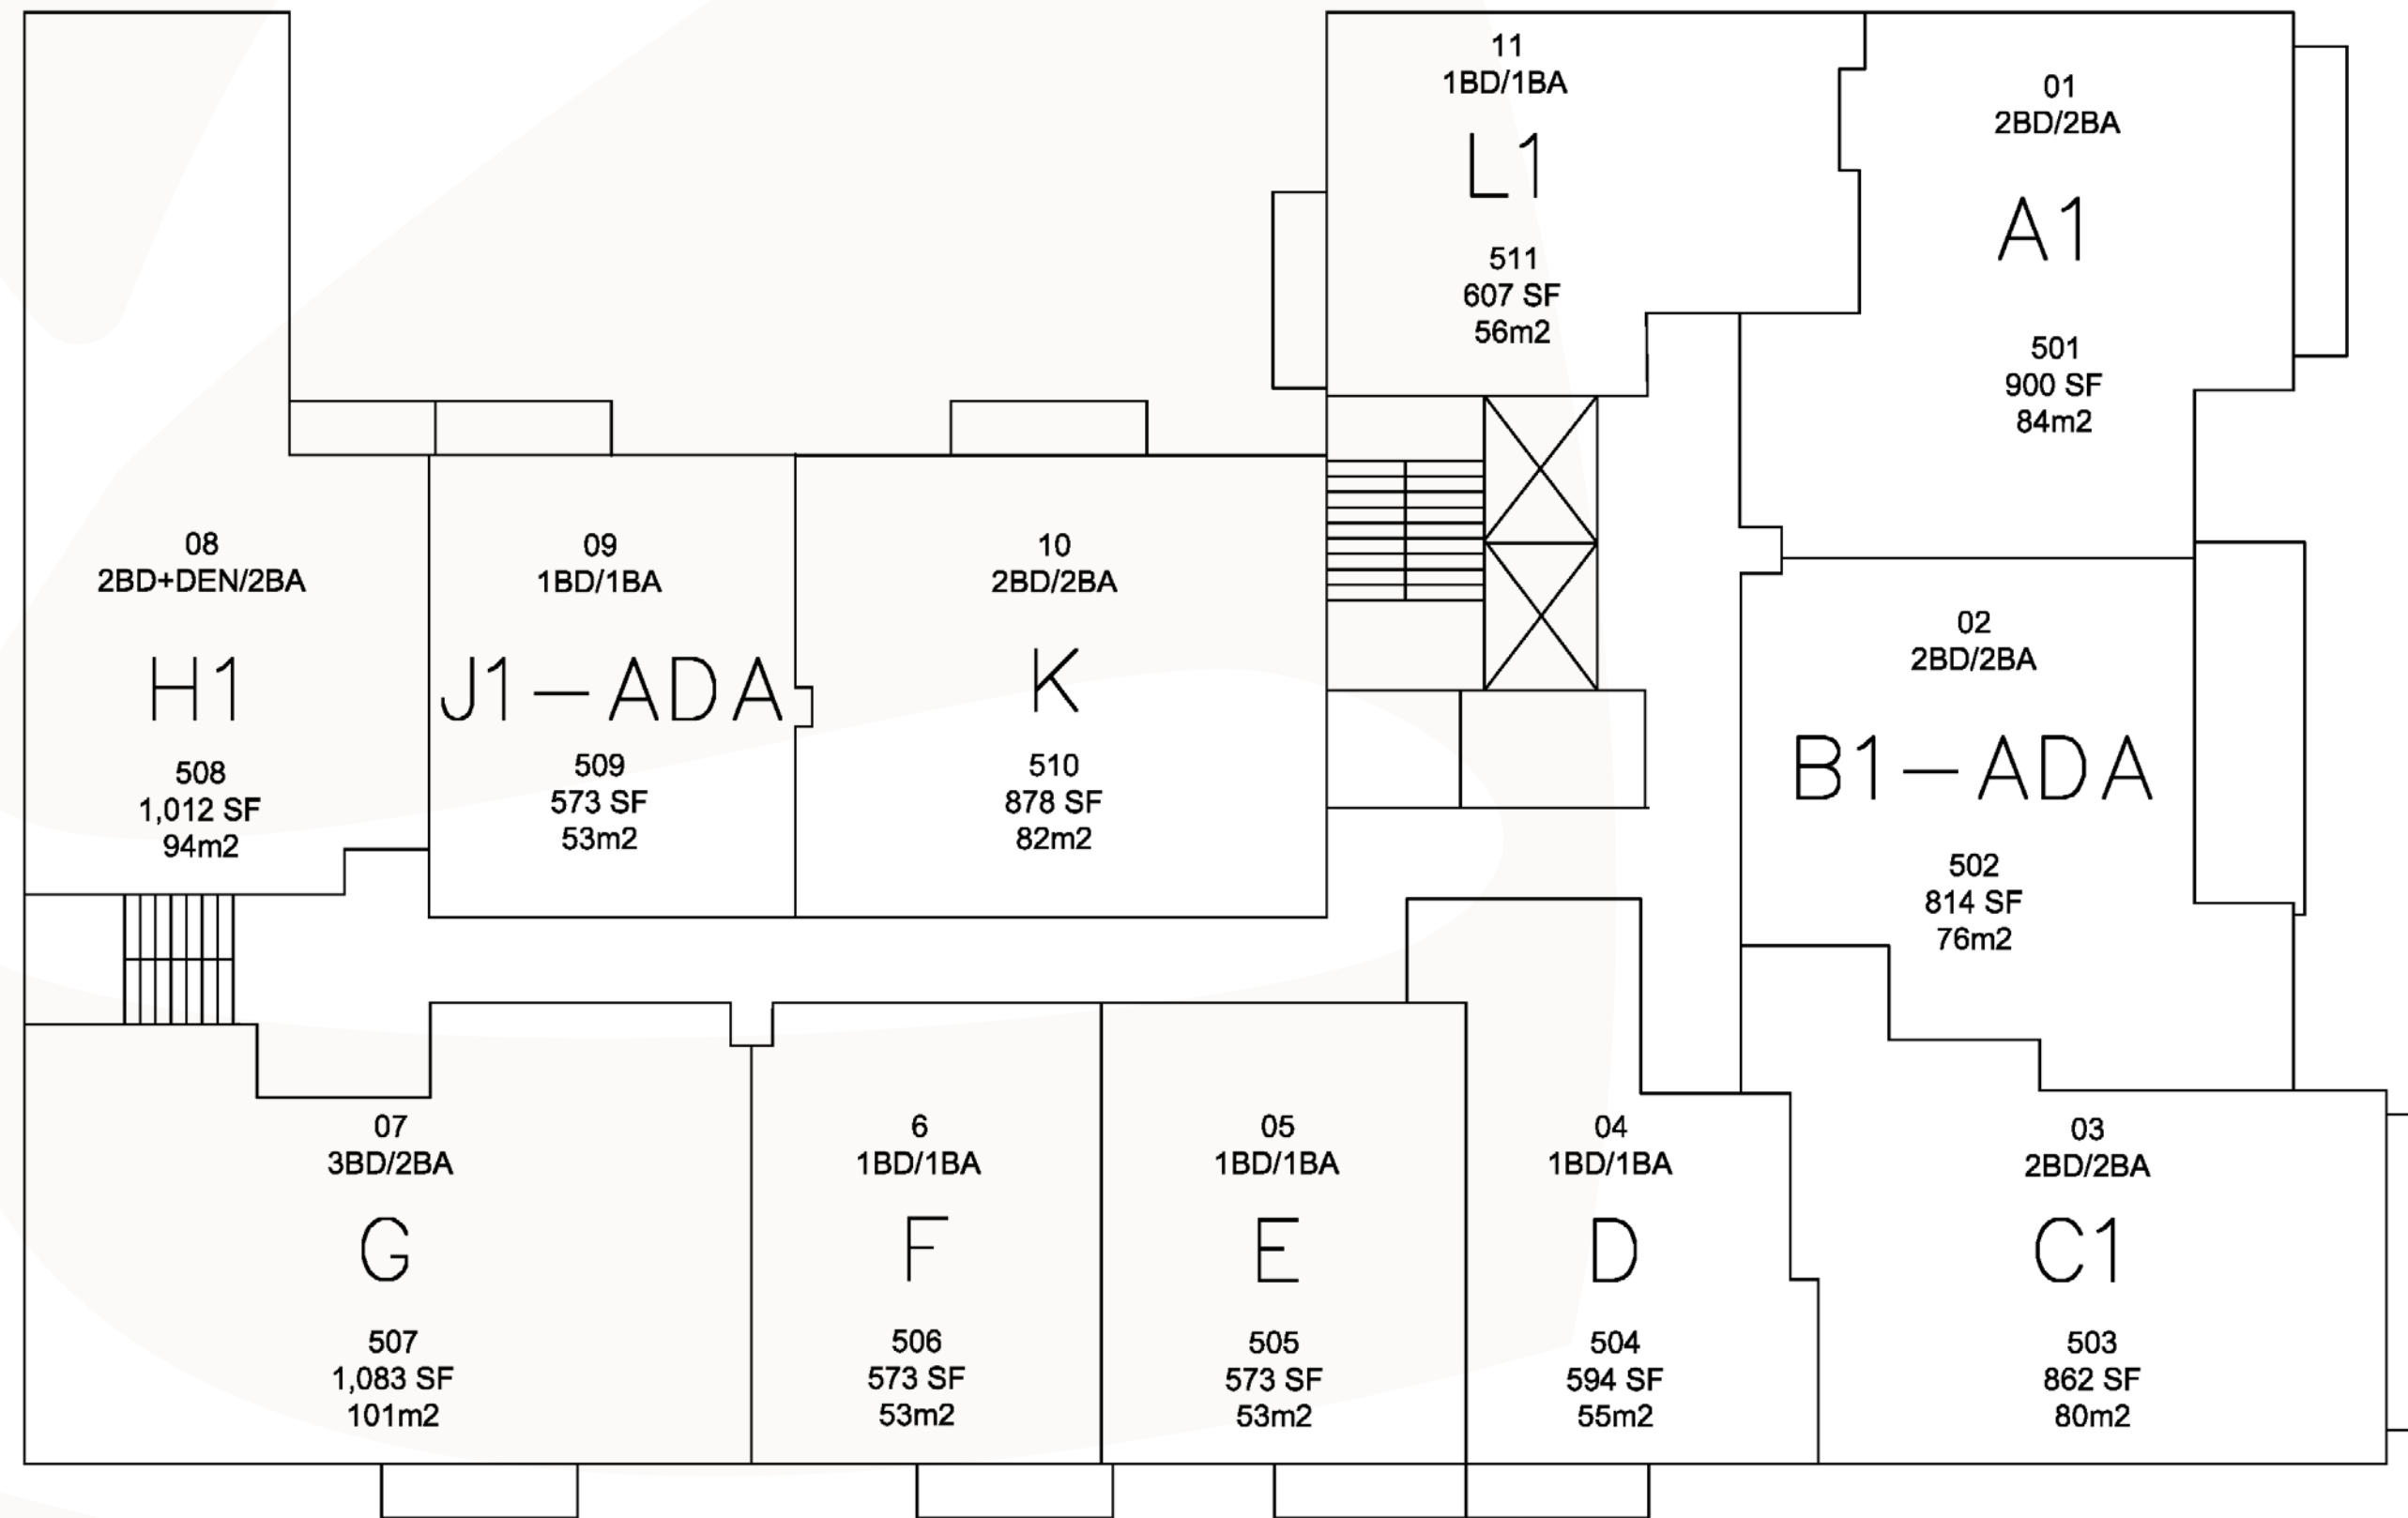 11
1BD/1BA
L1
511
607 SF
56m2
01
2BD/2BA
A1
501
900 SF
84m2
08
2BD+DEN/2BA
H1
508
1,012 SF
94m2
09
1BD/1BA
J1-ADA
509
573 SF
53m2
10
2BD/2BA
K
510
878 SF
82m2
02
2BD/2BA
B1-ADA
502
814 SF
76m2
07
3BD/2BA
G
507
1,083 SF
101m2
6
1BD/1BA
F
506
573 SF
53m2
05
1BD/1BA
E
505
573 SF
53m2
04
1BD/1BA
D
504
594 SF
55m2
03
2BD/2BA
C1
503
862 SF
80m2